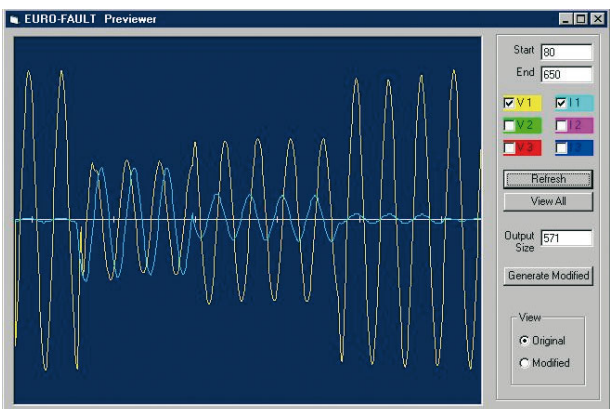 EURO-FAULT Previewer
Start 80
End 650
V 1
I 1
V 2
I 2
V 3
Refresh
View All
Output Size 571
Generate Modified
View
Original
Modified